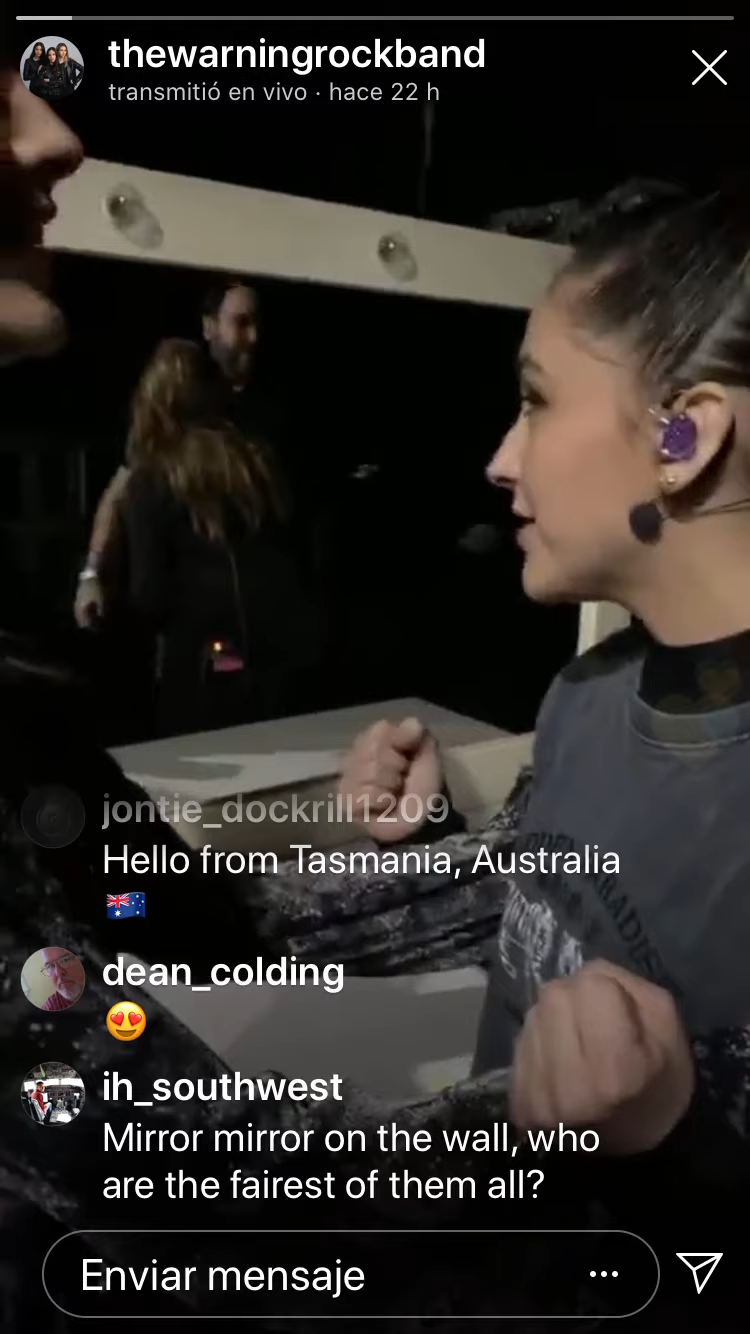 thewarningrockband
transmitió en vivo · hace 22 h
jontie_dockrill1209
Hello from Tasmania, Australia
🇦🇺
dean_colding
😍
ih_southwest
Mirror mirror on the wall, who
are the fairest of them all?
Enviar mensaje